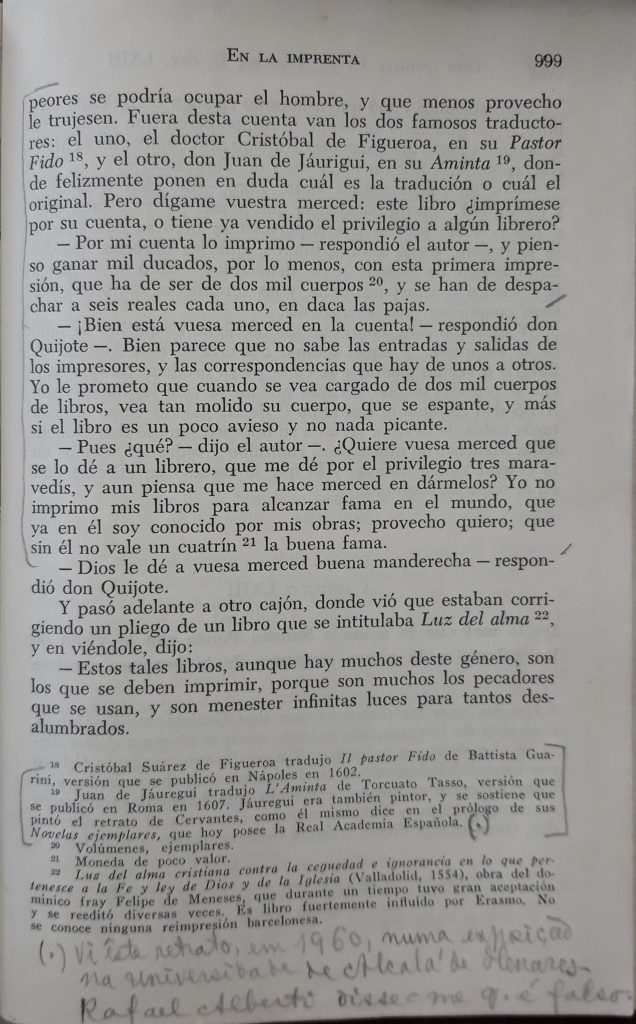 EN LA IMPRENTA 999
peores se podría ocupar el hombre, y que menos provecho
le trujesen. Fuera desta cuenta van los dos famosos traducto-
res: el uno, el doctor Cristóbal de Figueroa, en su Pastor
Fido 18, y el otro, don Juan de Jáurigui, en su Aminta 19, don-
de felizmente ponen en duda cuál es la tradución o cuál el
original. Pero dígame vuestra merced: este libro ¿imprímese
por su cuenta, o tiene ya vendido el privilegio a algún librero?
— Por mi cuenta lo imprimo — respondió el autor —, y pien-
so ganar mil ducados, por lo menos, con esta primera impre-
sión, que ha de ser de dos mil cuerpos 20, y se han de despa-
char a seis reales cada uno, en daca las pajas.
— ¡Bien está vuesa merced en la cuenta! — respondió don
Quijote —. Bien parece que no sabe las entradas y salidas de
los impresores, y las correspondencias que hay de unos a otros.
Yo le prometo que cuando se vea cargado de dos mil cuerpos
de libros, vea tan molido su cuerpo, que se espante, y más
si el libro es un poco avieso y no nada picante.
— Pues ¿qué? — dijo el autor —. ¿Quiere vuesa merced que
se lo dé a un librero, que me dé por el privilegio tres mara-
vedís, y aun piensa que me hace merced en dármelos? Yo no
imprimo mis libros para alcanzar fama en el mundo, que
ya en él soy conocido por mis obras; provecho quiero; que
sin él no vale un cuatrín 21 la buena fama.
— Dios le dé a vuesa merced buena manderecha — respon-
dió don Quijote.
Y pasó adelante a otro cajón, donde vió que estaban corri-
giendo un pliego de un libro que se intitulaba Luz del alma 22,
y en viéndole, dijo:
— Estos tales libros, aunque hay muchos deste género, son
los que se deben imprimir, porque son muchos los pecadores
que se usan, y son menester infinitas luces para tantos des-
alumbrados.
18 Cristóbal Suárez de Figueroa tradujo Il pastor Fido de Battista Gua-
rini, versión que se publicó en Nápoles en 1602.
19 Juan de Jáuregui tradujo L'Aminta de Torcuato Tasso, versión que
se publicó en Roma en 1607. Jáuregui era también pintor, y se sostiene que
pintó el retrato de Cervantes, como él mismo dice en el prólogo de sus
Novelas ejemplares, que hoy posee la Real Academia Española. (.)
20 Volúmenes, ejemplares.
21 Moneda de poco valor.
22 Luz del alma cristiana contra la ceguedad e ignorancia en lo que per-
tenesce a la Fe y ley de Dios y de la Iglesia (Valladolid, 1554), obra del do-
minico fray Felipe de Meneses, que durante un tiempo tuvo gran aceptación
y se reeditó diversas veces. Es libro fuertemente influido por Erasmo. No
se conoce ninguna reimpresión barcelonesa.
(.) Vi êste retrato, em 1960, numa exposição
na universidade de Alcalá de Henares-
Rafael Alberti disse-me q. é falso.